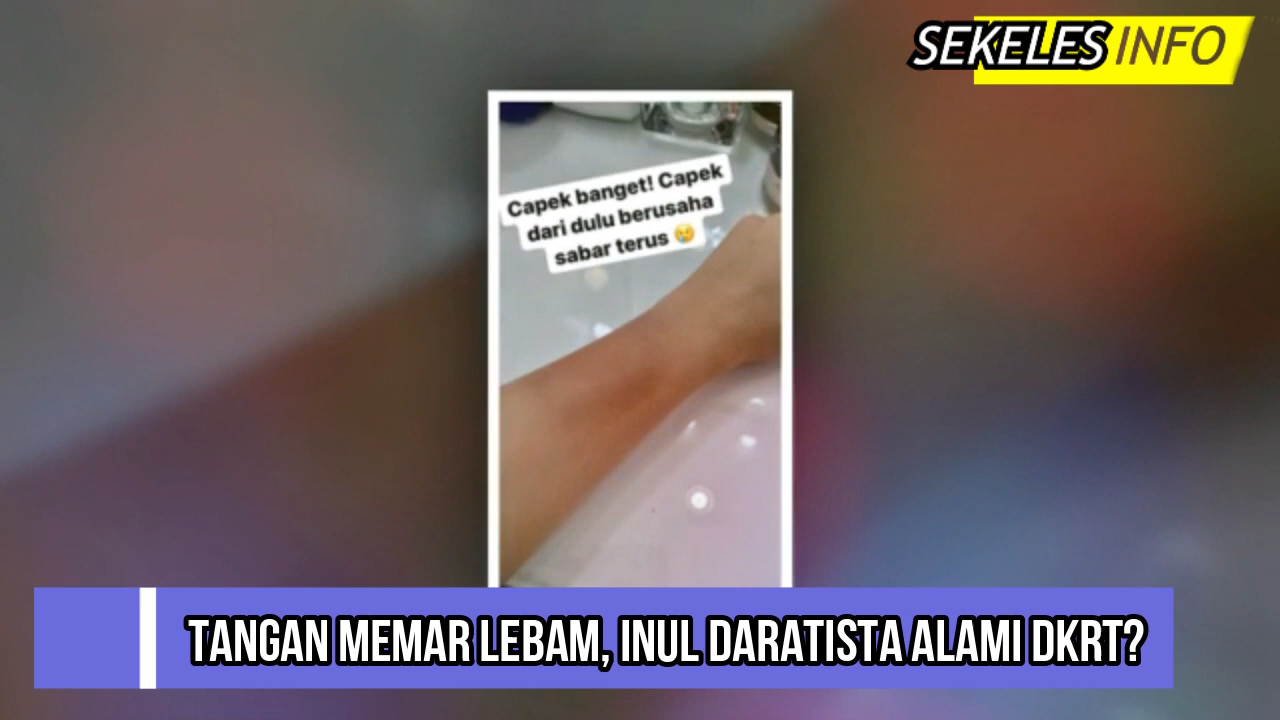 SEKELES INFO
Capek banget! Capek
dari dulu berusaha
sabar terus 😢
TANGAN MEMAR LEBAM, INUL DARATISTA ALAMI DKRT?